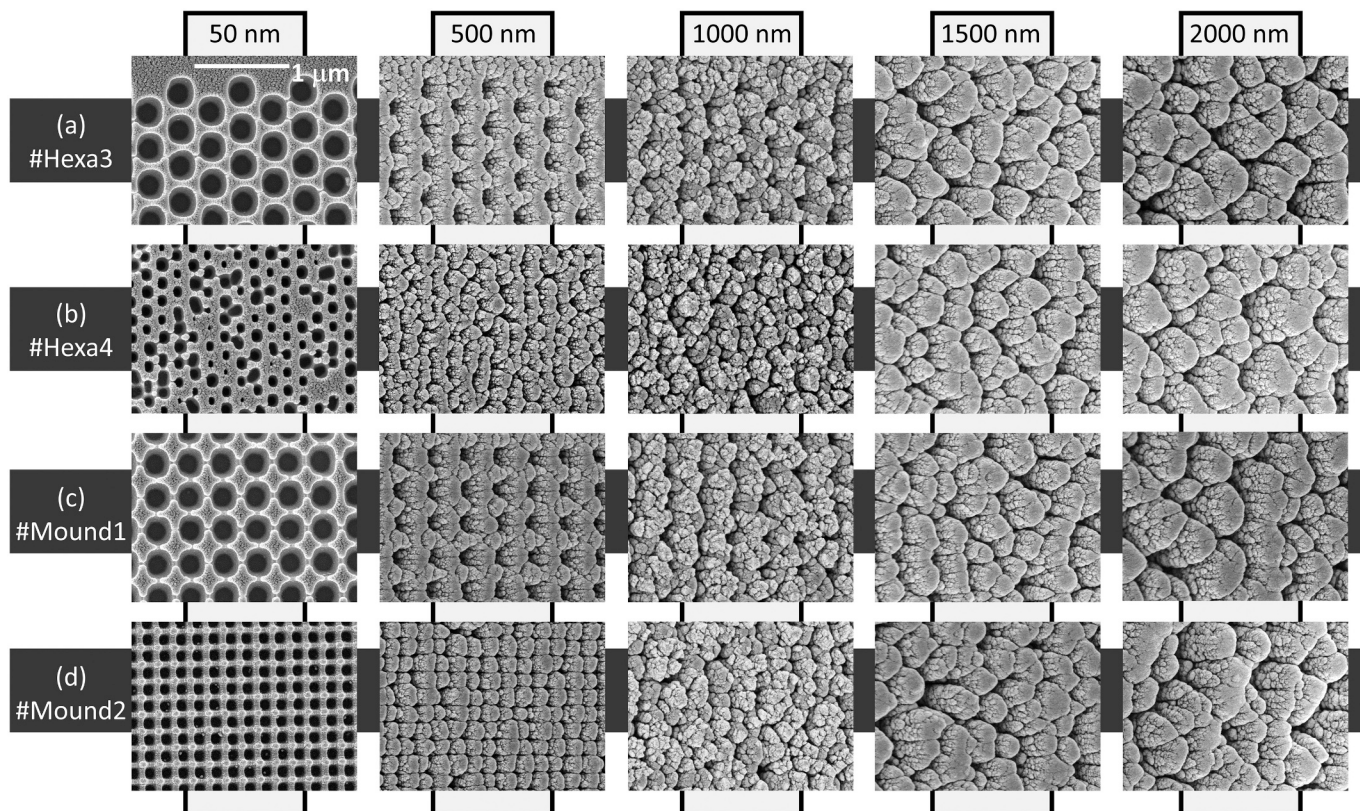 50 nm
500 nm
1000 nm
1500 nm
2000 nm
1 μm
(a)
#Hexa3
(b)
#Hexa4
(c)
#Mound1
(d)
#Mound2